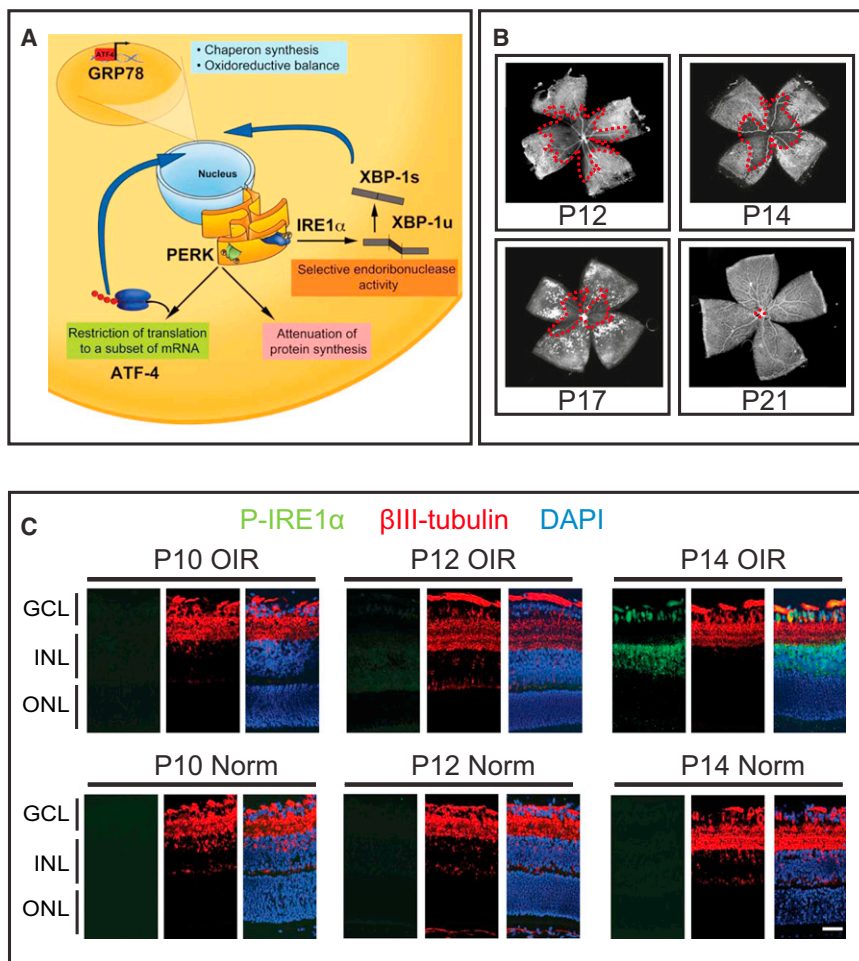 A
ATF4
GRP78
• Chaperon synthesis
• Oxidoreductive balance
Nucleus
XBP-1s
XBP-1u
IRE1α
PERK
Selective endoribonuclease
activity
Restriction of translation
to a subset of mRNA
Attenuation of
protein synthesis
ATF-4
B
P12
P14
P17
P21
C
P-IRE1α βIII-tubulin DAPI
P10 OIR P12 OIR P14 OIR
GCL
INL
ONL
P10 Norm P12 Norm P14 Norm
GCL
INL
ONL